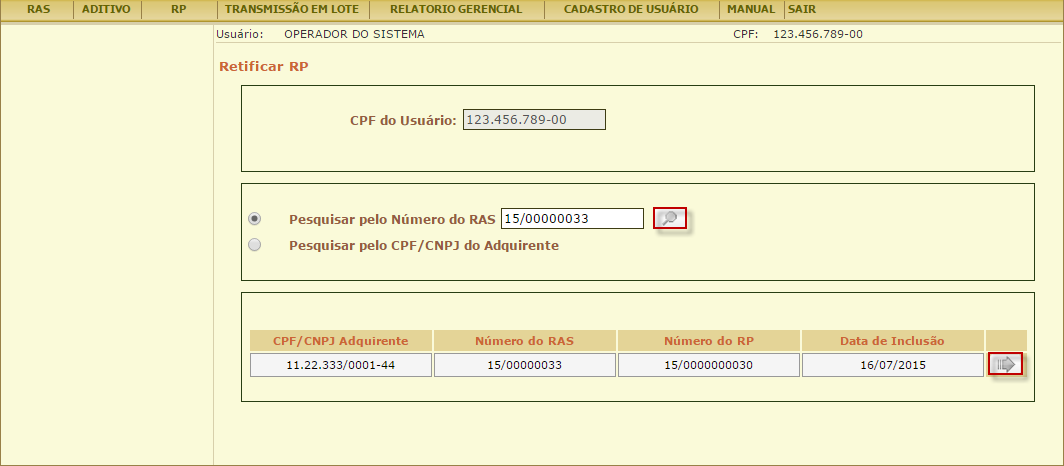 RAS ADITIVO RP TRANSMISSÃO EM LOTE RELATORIO GERENCIAL CADASTRO DE USUÁRIO MANUAL SAIR
Usuário: OPERADOR DO SISTEMA CPF: 123.456.789-00
Retificar RP
CPF do Usuário: 123.456.789-00
Pesquisar pelo Número do RAS 15/00000033
Pesquisar pelo CPF/CNPJ do Adquirente
CPF/CNPJ Adquirente Número do RAS Número do RP Data de Inclusão
11.22.333/0001-44 15/00000033 15/0000000030 16/07/2015